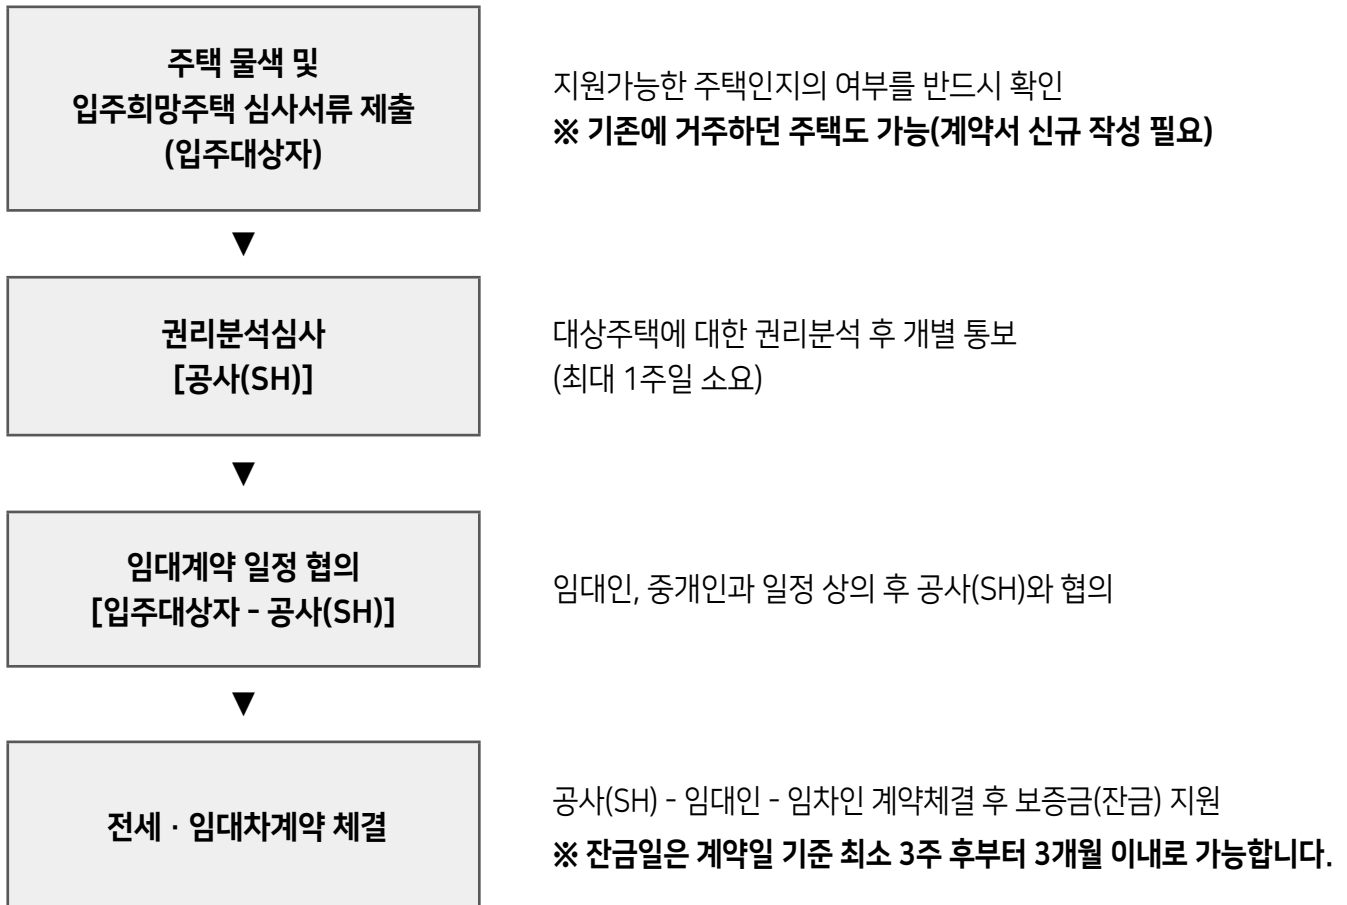 주택 물색 및
입주희망주택 심사서류 제출
(입주대상자)
지원가능한 주택인지의 여부를 반드시 확인
※ 기존에 거주하던 주택도 가능(계약서 신규 작성 필요)
▼
권리분석심사
[공사(SH)]
대상주택에 대한 권리분석 후 개별 통보
(최대 1주일 소요)
▼
임대계약 일정 협의
[입주대상자 - 공사(SH)]
임대인, 중개인과 일정 상의 후 공사(SH)와 협의
▼
전세 · 임대차계약 체결
공사(SH) - 임대인 - 임차인 계약체결 후 보증금(잔금) 지원
※ 잔금일은 계약일 기준 최소 3주 후부터 3개월 이내로 가능합니다.